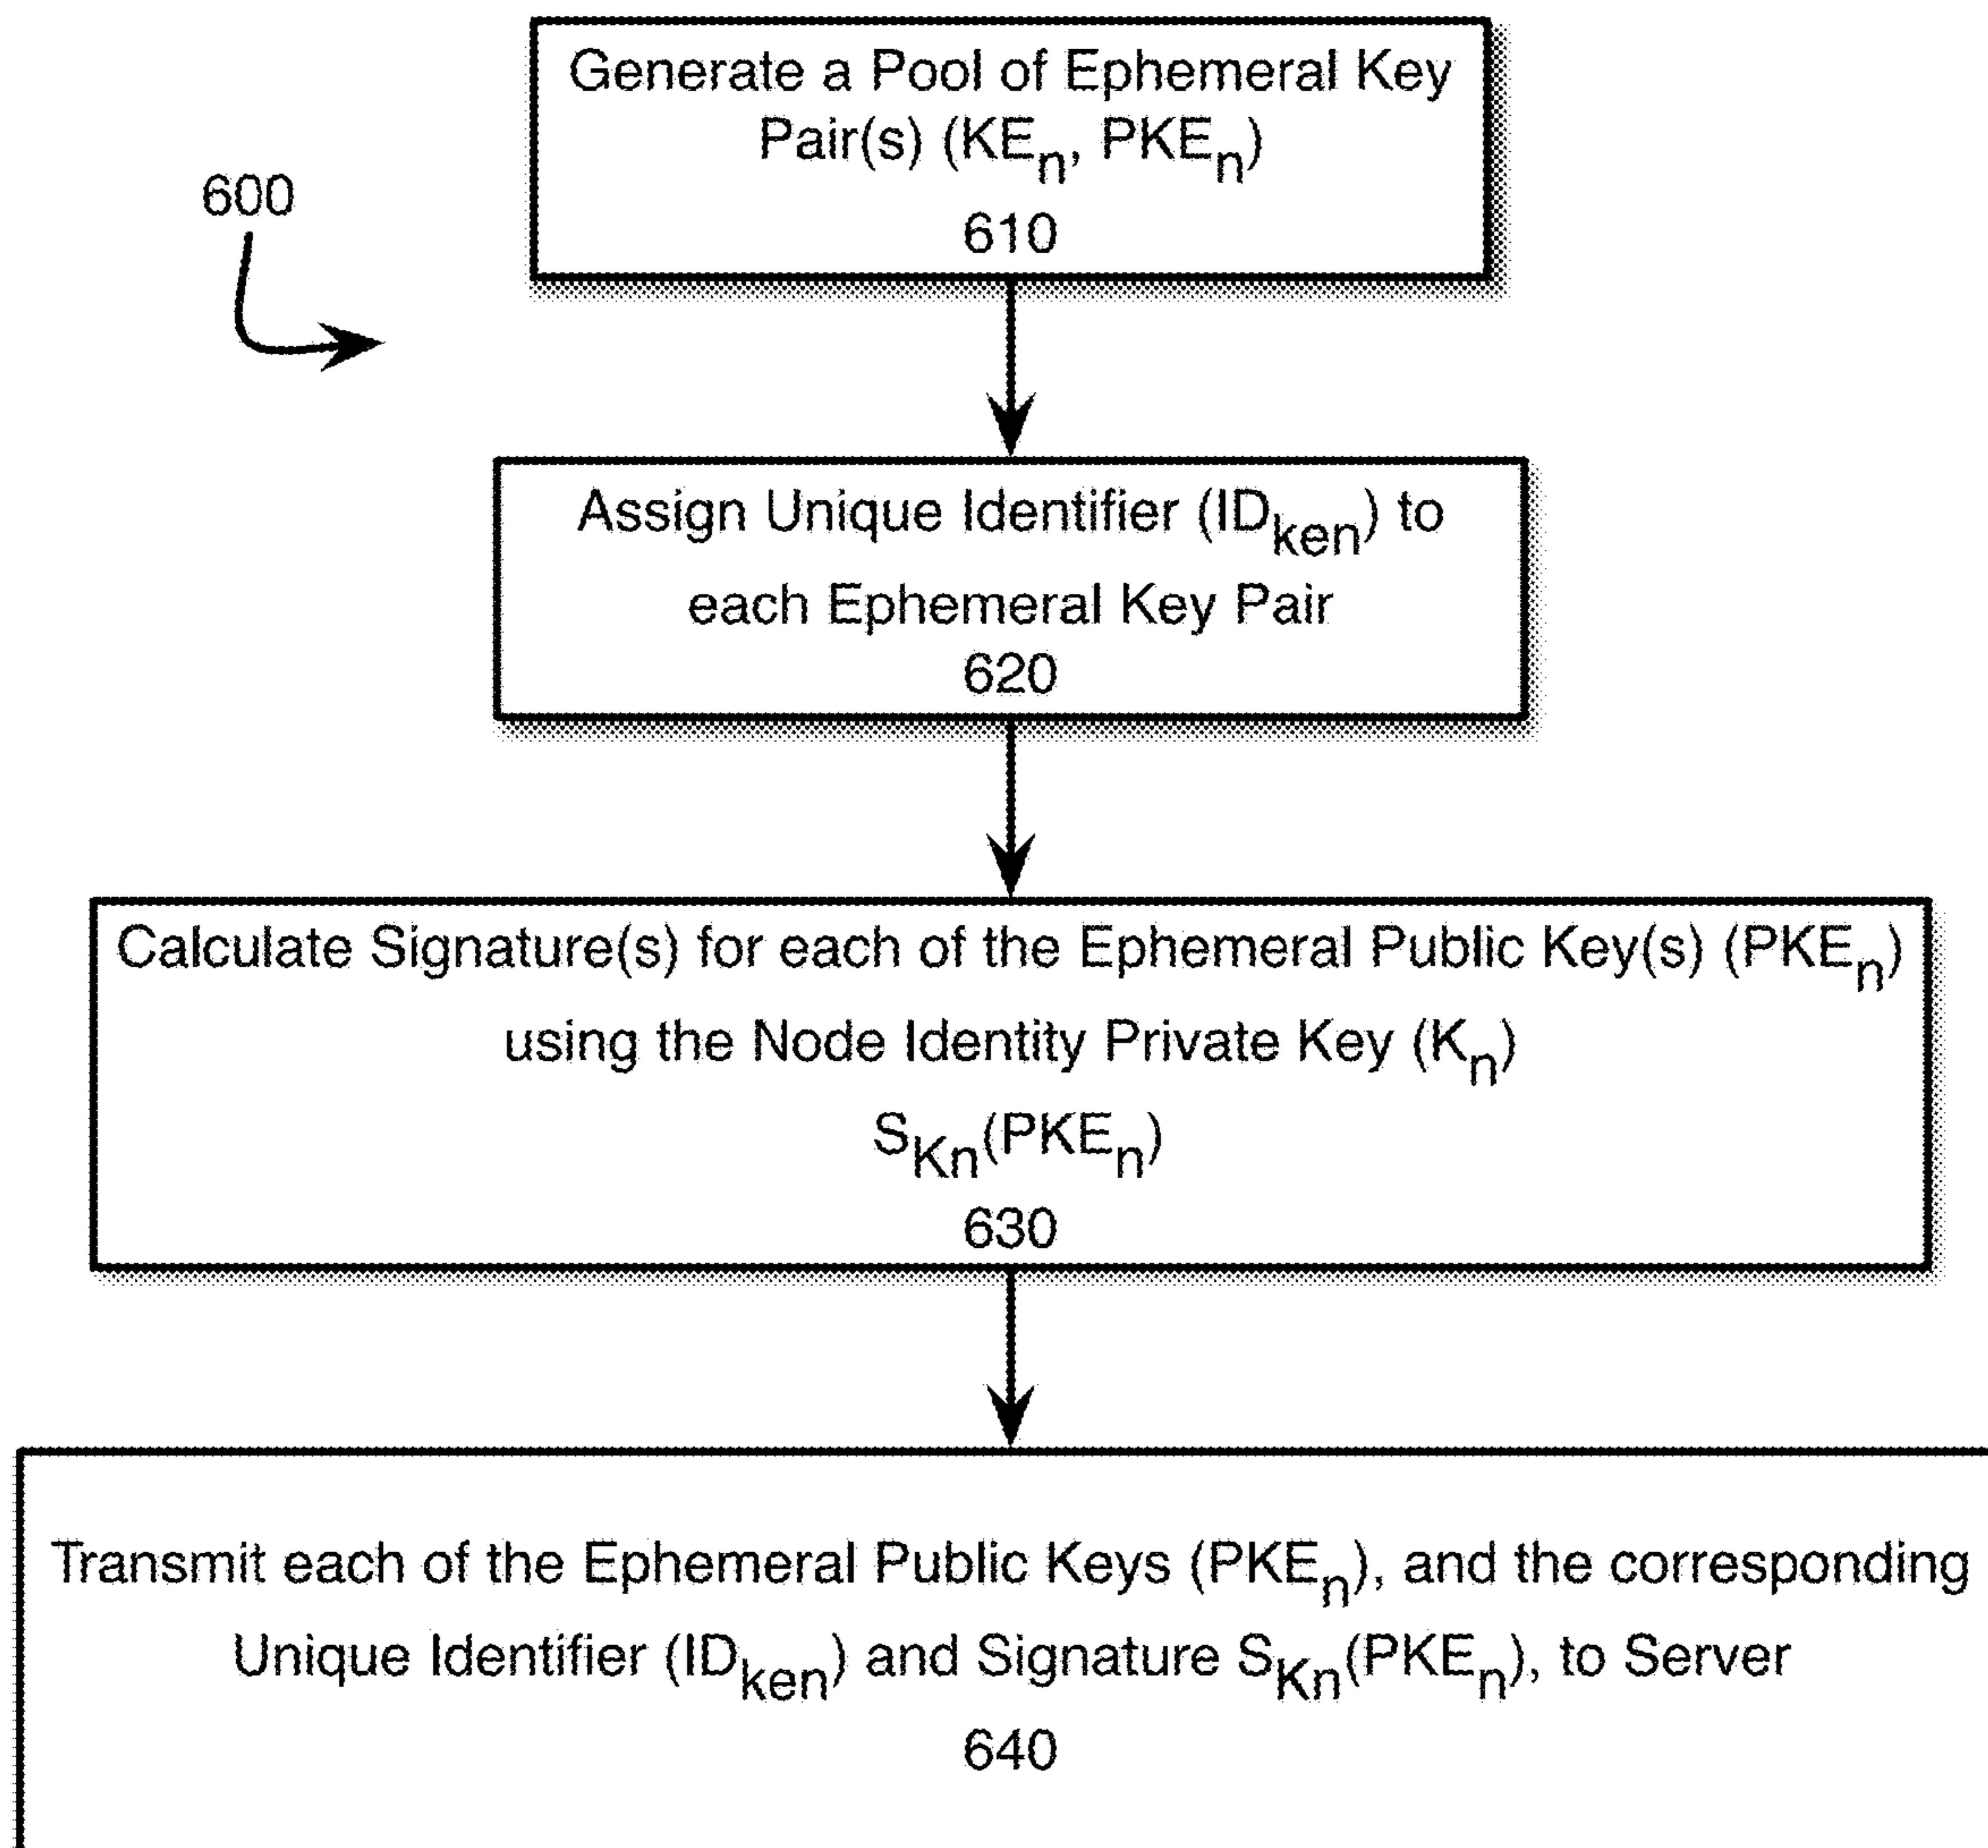 Generate a Pool of Ephemeral Key
Pair(s) (KEn, PKEn)
610
600
Assign Unique Identifier (IDken) to
each Ephemeral Key Pair
620
Calculate Signature(s) for each of the Ephemeral Public Key(s) (PKEn)
using the Node Identity Private Key (Kn)
SKn(PKEn)
630
Transmit each of the Ephemeral Public Keys (PKEn), and the corresponding
Unique Identifier (IDken) and Signature SKn(PKEn), to Server
640